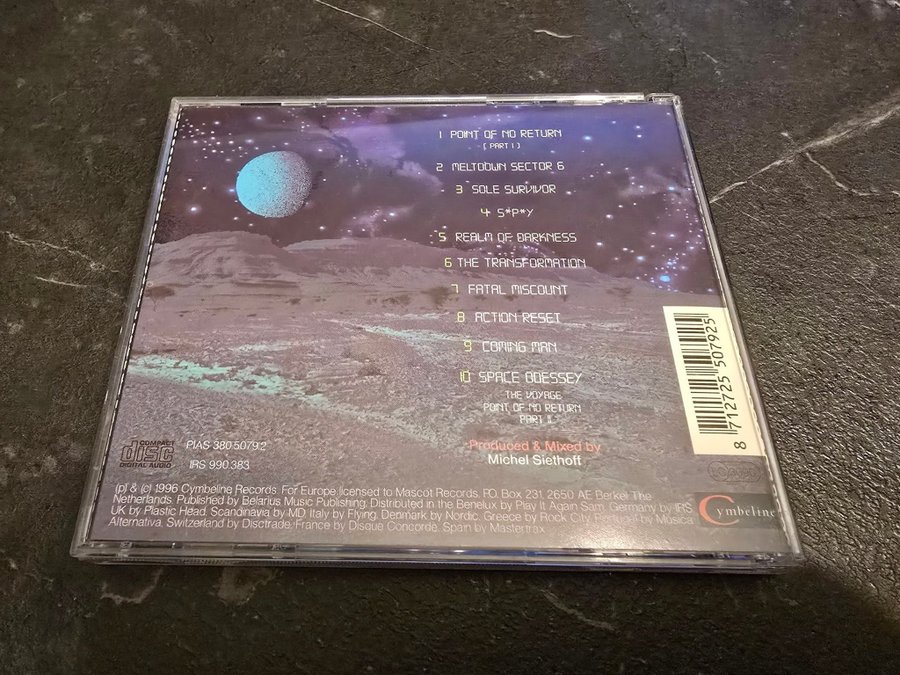 1 POINT OF NO RETURN
[ PART I ]
2 MELTDOWN SECTOR 6
3 SOLE SURVIVOR
4 S*P*Y
5 REALM OF DARKNESS
6 THE TRANSFORMATION
7 FATAL MISCOUNT
8 ACTION RESET
9 COMING MAN
10 SPACE ODESSEY
THE VOYAGE
POINT OF NO RETURN
PART II
Produced & Mixed by
Michel Siethoff
8 712725 507925
COMPACT
disc
DIGITAL AUDIO
PIAS 380.5079.2
IRS 990.383
(p) & (c) 1996 Cymbeline Records. For Europe licensed to Mascot Records, P.O. Box 231, 2650 AE Berkel The
Netherlands. Published by Belarius Music Publishing. Distributed in the Benelux by Play It Again Sam, Germany by IRS,
UK by Plastic Head, Scandinavia by MD, Italy by Flying, Denmark by Nordic, Greece by Rock City, by Musica
Alternativa, Switzerland by Disctrade, France by Disque Concorde, Spain by Mastertrax
Cymbeline